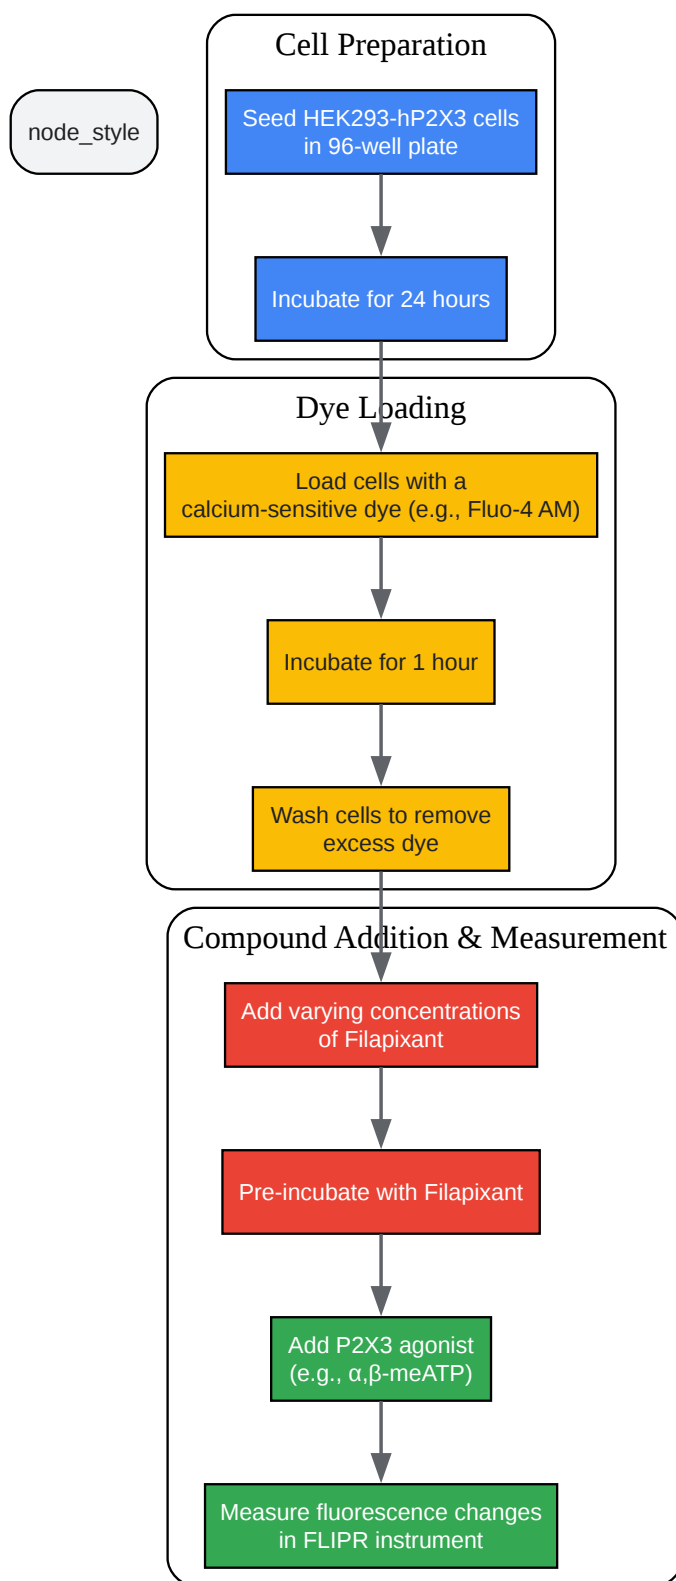 Cell Preparation
node_style
Seed HEK293-hP2X3 cells
in 96-well plate
Incubate for 24 hours
Dye Loading
Load cells with a
calcium-sensitive dye (e.g., Fluo-4 AM)
Incubate for 1 hour
Wash cells to remove
excess dye
Compound Addition & Measurement
Add varying concentrations
of Filapixant
Pre-incubate with Filapixant
Add P2X3 agonist
(e.g., α,β-meATP)
Measure fluorescence changes
in FLIPR instrument